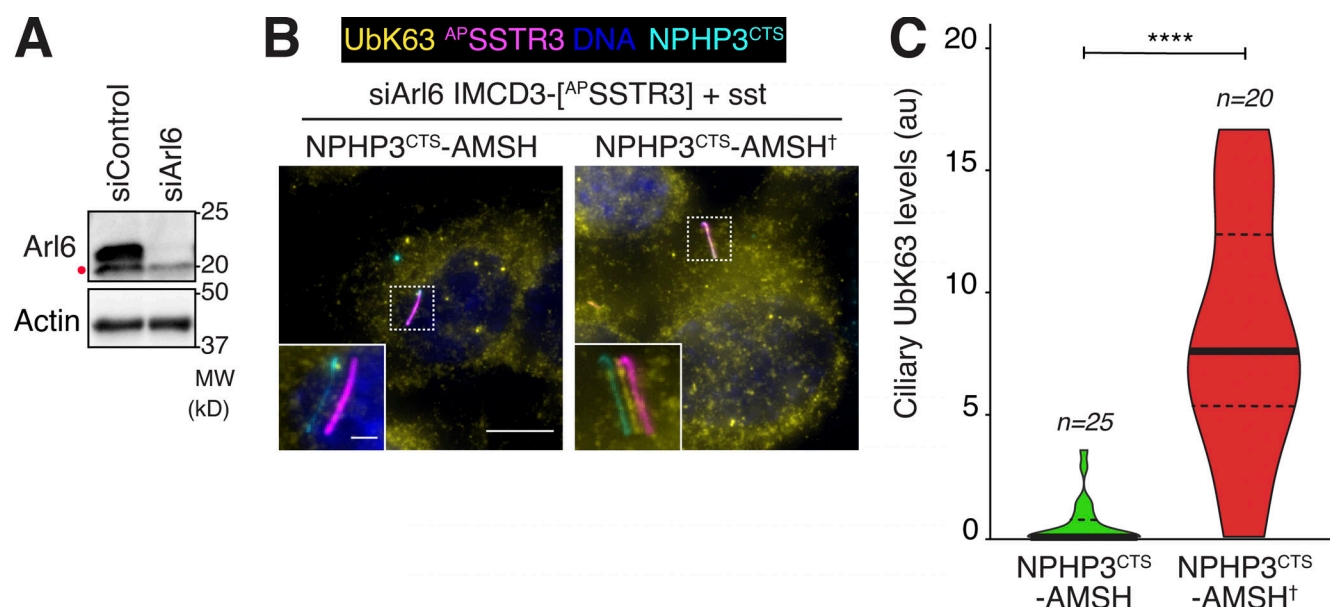 A
siControl
siArl6
Arl6
Actin
-25
-20
-50
-37
MW
(kD)
B
UbK63 ᴬᴾSSTR3 DNA NPHP3ᶜᵀˢ
siArl6 IMCD3-[ᴬᴾSSTR3] + sst
NPHP3ᶜᵀˢ-AMSH
NPHP3ᶜᵀˢ-AMSH†
C
Ciliary UbK63 levels (au)
20
15
10
5
0
****
n=20
n=25
NPHP3ᶜᵀˢ
-AMSH
NPHP3ᶜᵀˢ
-AMSH†